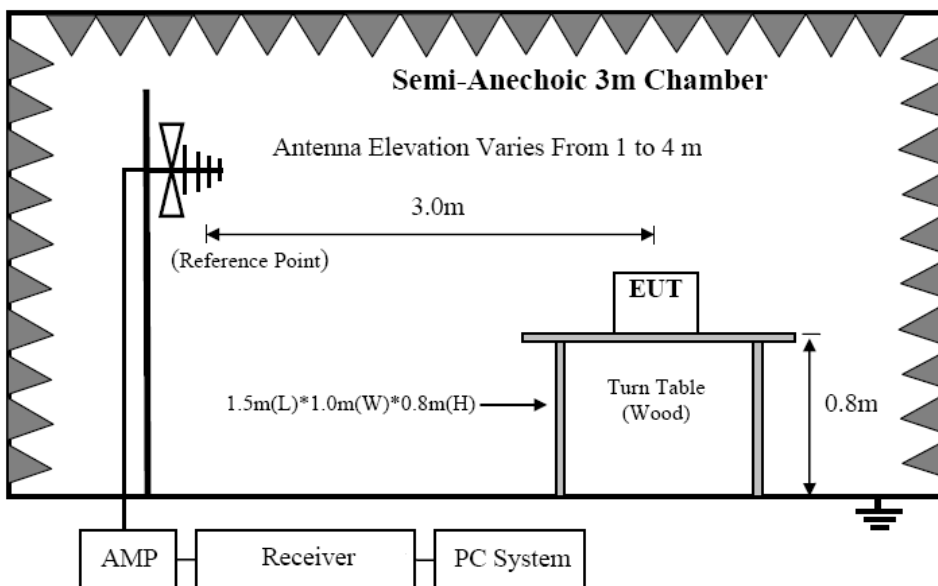 Semi-Anechoic 3m Chamber
Antenna Elevation Varies From 1 to 4 m
3.0m
(Reference Point)
EUT
1.5m(L)*1.0m(W)*0.8m(H)
Turn Table
(Wood)
0.8m
AMP
Receiver
PC System